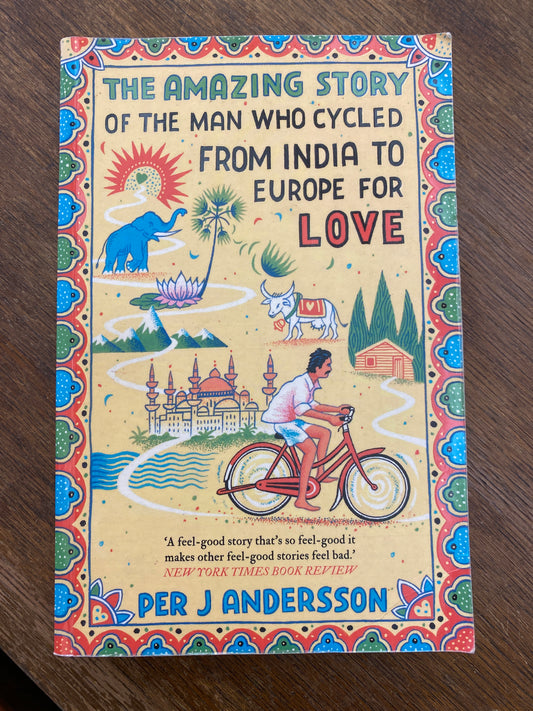 THE AMAZING STORY
OF THE MAN WHO CYCLED
FROM INDIA TO
EUROPE FOR
LOVE
‘A feel-good story that’s so feel-good it
makes other feel-good stories feel bad.’
NEW YORK TIMES BOOK REVIEW
PER J ANDERSSON